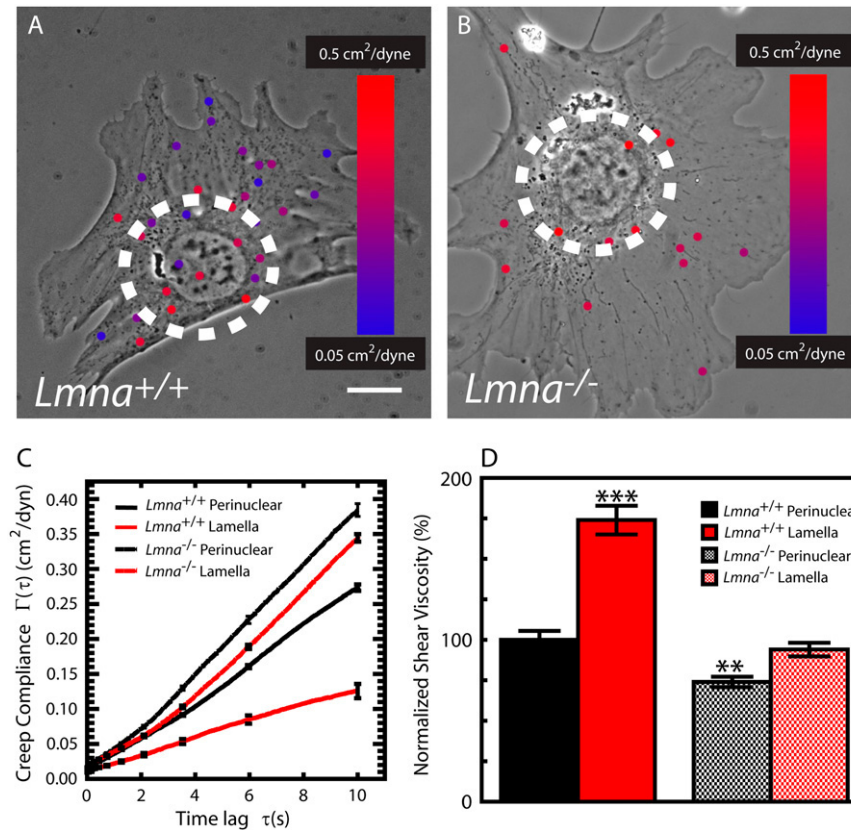 A
0.5 cm²/dyne
0.05 cm²/dyne
Lmna+/+
B
0.5 cm²/dyne
0.05 cm²/dyne
Lmna-/-
C
Creep Compliance Γ(τ) (cm²/dyn)
0.40
0.35
0.30
0.25
0.20
0.15
0.10
0.05
0.00
Lmna+/+ Perinuclear
Lmna+/+ Lamella
Lmna-/- Perinuclear
Lmna-/- Lamella
0 2 4 6 8 10
Time lag τ(s)
D
Normalized Shear Viscosity (%)
200
100
0
***
**
Lmna+/+ Perinuclear
Lmna+/+ Lamella
Lmna-/- Perinuclear
Lmna-/- Lamella